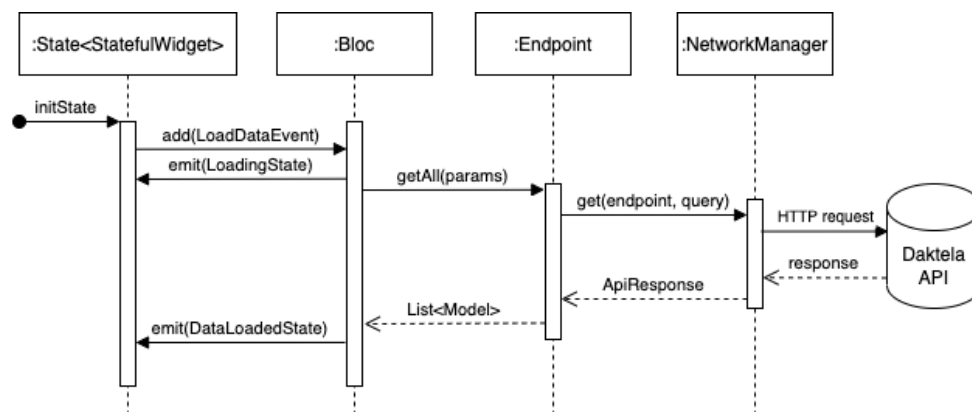 :State<StatefulWidget>
:Bloc
:Endpoint
:NetworkManager
initState
add(LoadDataEvent)
emit(LoadingState)
getAll(params)
get(endpoint, query)
HTTP request
Daktela
API
response
ApiResponse
List<Model>
emit(DataLoadedState)